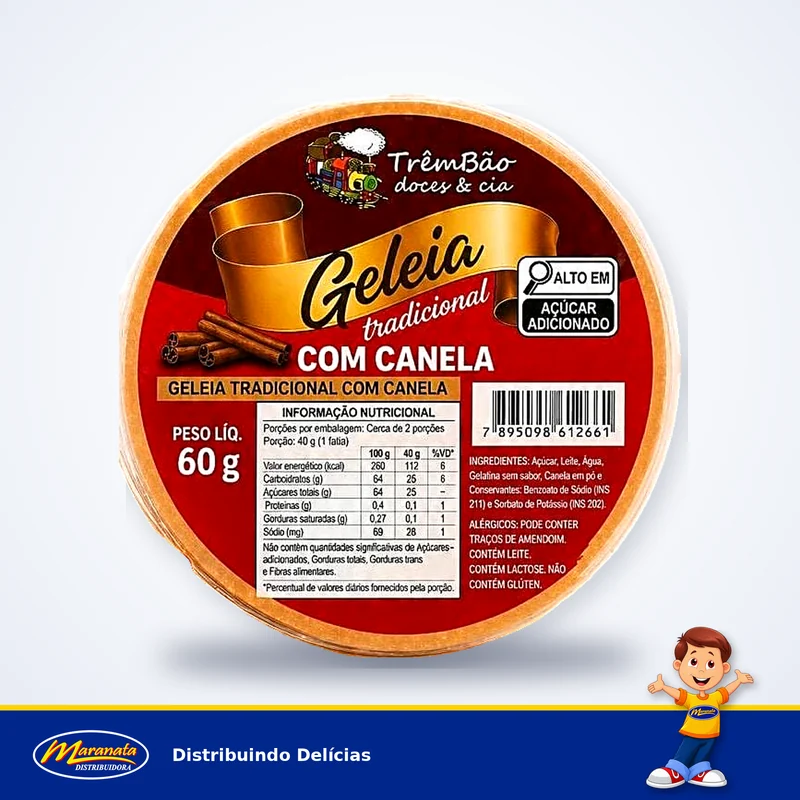 TrêmBão
doces & cia
Geleia
tradicional
COM CANELA
ALTO EM
AÇÚCAR
ADICIONADO
GELEIA TRADICIONAL COM CANELA
PESO LÍQ.
60 g
INFORMAÇÃO NUTRICIONAL
Porções por embalagem: Cerca de 2 porções
Porção: 40 g (1 fatia)
100 g 40 g %VD*
Valor energético (kcal) 260 112 6
Carboidratos (g) 64 25 6
Açúcares totais (g) 64 25 –
Proteínas (g) 0,4 0,1 1
Gorduras saturadas (g) 0,27 0,1 1
Sódio (mg) 69 28 1
Não contêm quantidades significativas de Açúcares-
adicionados, Gorduras totais, Gorduras trans
e Fibras alimentares.
*Percentual de valores diários fornecidos pela porção.
7 895098 612661
INGREDIENTES: Açúcar, Leite, Água,
Gelatina sem sabor, Canela em pó e
Conservantes: Benzoato de Sódio (INS
211) e Sorbato de Potássio (INS 202).
ALÉRGICOS: PODE CONTER
TRAÇOS DE AMENDOIM.
CONTÉM LEITE.
CONTÉM LACTOSE. NÃO
CONTÉM GLÚTEN.
Maranata
Maranata
DISTRIBUIDORA
Distribuindo Delícias